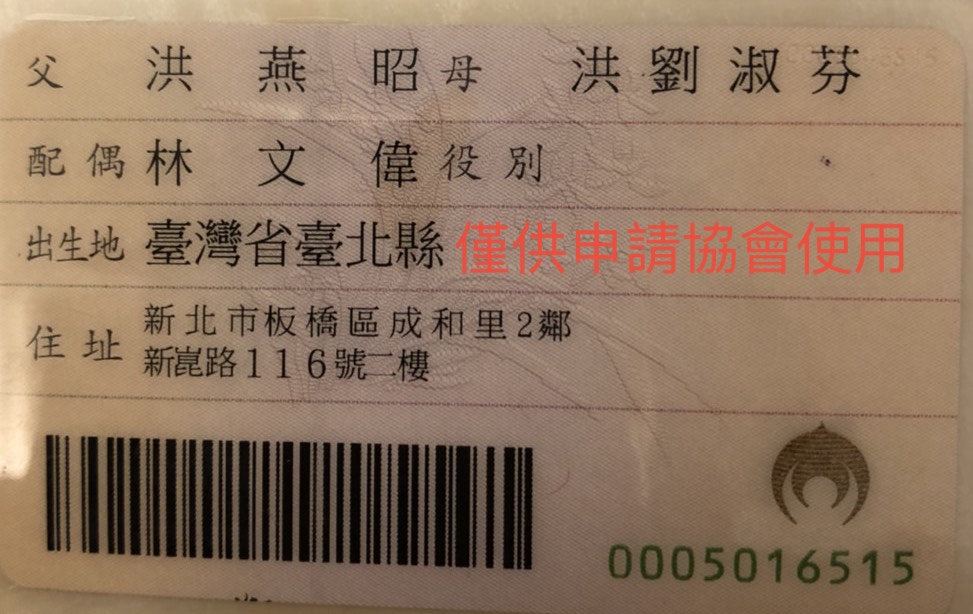 父 洪燕昭 母 洪劉淑芬
配偶 林文偉 役別
出生地 臺灣省臺北縣 僅供申請協會使用
住址 新北市板橋區成和里2鄰
新崑路116號二樓
0005016515